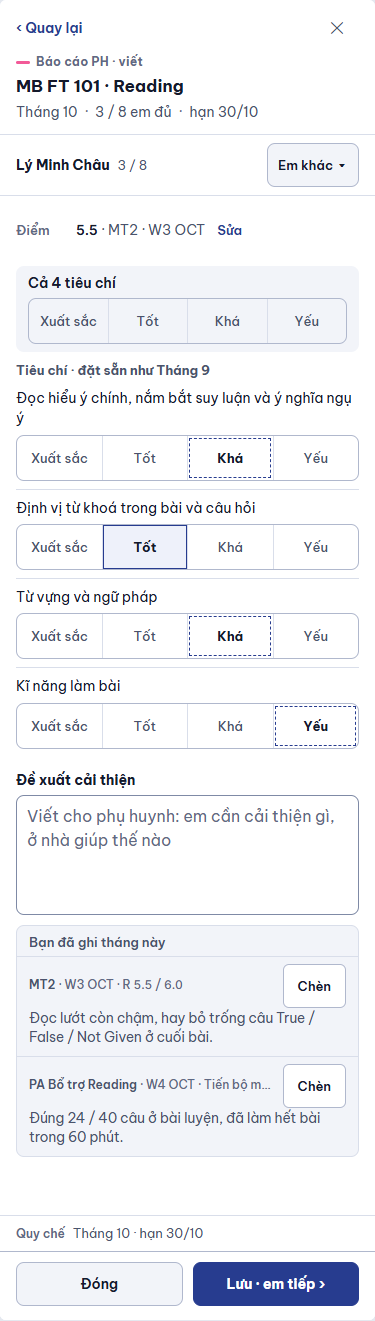 ‹ Quay lại
Báo cáo PH · viết
MB FT 101 · Reading
Tháng 10 · 3 / 8 em đủ · hạn 30/10
Lý Minh Châu 3 / 8
Em khác
Điểm 5.5 · MT2 · W3 OCT Sửa
Cả 4 tiêu chí
Xuất sắc Tốt Khá Yếu
Tiêu chí · đặt sẵn như Tháng 9
Đọc hiểu ý chính, nắm bắt suy luận và ý nghĩa ngụ
ý
Xuất sắc Tốt Khá Yếu
Định vị từ khoá trong bài và câu hỏi
Xuất sắc Tốt Khá Yếu
Từ vựng và ngữ pháp
Xuất sắc Tốt Khá Yếu
Kĩ năng làm bài
Xuất sắc Tốt Khá Yếu
Đề xuất cải thiện
Viết cho phụ huynh: em cần cải thiện gì,
ở nhà giúp thế nào
Bạn đã ghi tháng này
MT2 · W3 OCT · R 5.5 / 6.0
Chèn
Đọc lướt còn chậm, hay bỏ trống câu True /
False / Not Given ở cuối bài.
PA Bổ trợ Reading · W4 OCT · Tiến bộ m...
Chèn
Đúng 24 / 40 câu ở bài luyện, đã làm hết bài
trong 60 phút.
Quy chế Tháng 10 · hạn 30/10
Đóng
Lưu · em tiếp ›